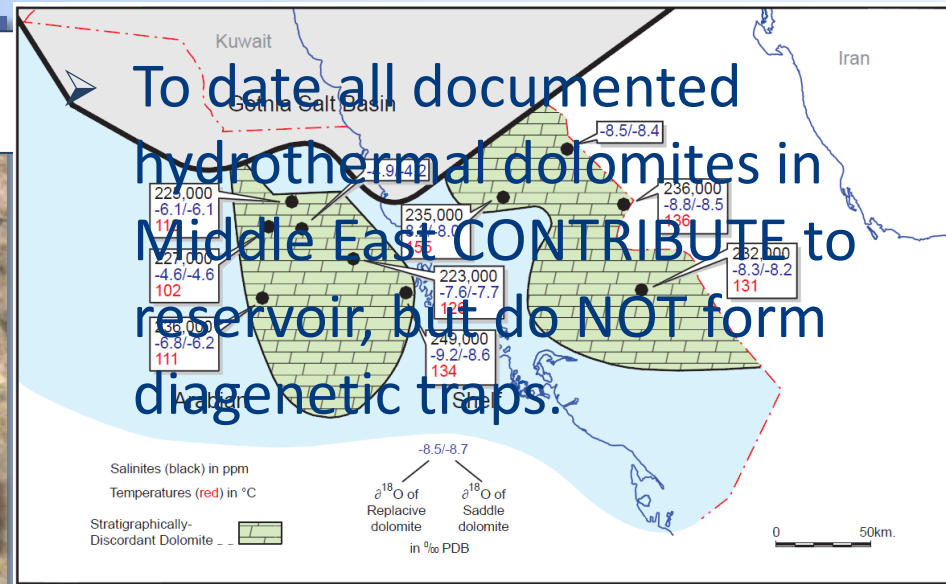 Kuwait
Iran
To date all documented
Gotnia Salt Basin
hydrothermal dolomites in
Middle East CONTRIBUTE to
reservoir, but do NOT form
diagenetic traps.
-8.5/-8.4
225,000
-6.1/-6.1
235,000
236,000
-8.8/-8.5
136
227,000
-4.6/-4.6
102
223,000
-7.6/-7.7
232,000
-8.3/-8.2
131
236,000
-6.8/-6.2
111
249,000
-9.2/-8.6
134
Arabian Shelf
-8.5/-8.7
Salinites (black) in ppm
Temperatures (red) in °C
∂18O of
Replacive
dolomite
∂18O of
Saddle
dolomite
in ‰ PDB
Stratigraphically-
Discordant Dolomite
0 50km.